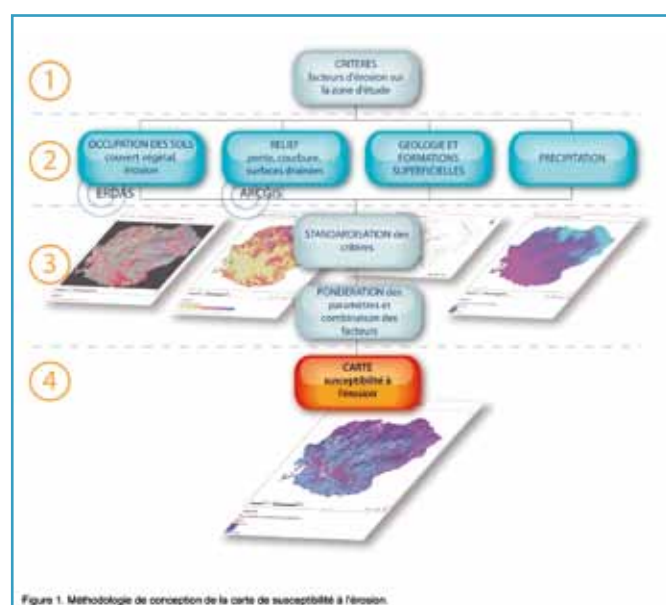 1
CRITERES
facteurs d'érosion sur
la zone d'étude
2
OCCUPATION DES SOLS
couvert végétal,
érosion
RELIEF
pente, courbure,
surfaces drainées
GEOLOGIE ET
FORMATIONS
SUPERFICIELLES
PRECIPITATION
ERDAS
ARCGIS
3
STANDARDISATION des
critères
PONDERATION des
paramètres et
combinaison des
facteurs
4
CARTE
susceptibilité à
l'érosion
Figure 1. Méthodologie de conception de la carte de susceptibilité à l'érosion.